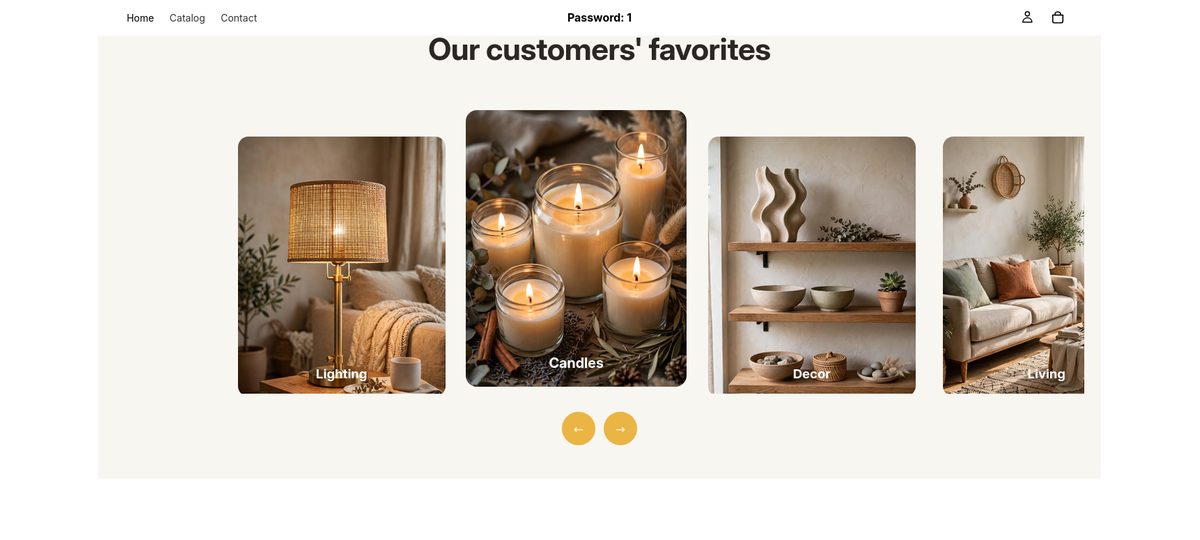 Home Catalog Contact Password: 1
Our customers' favorites
Lighting
Candles
Decor
Living
← →